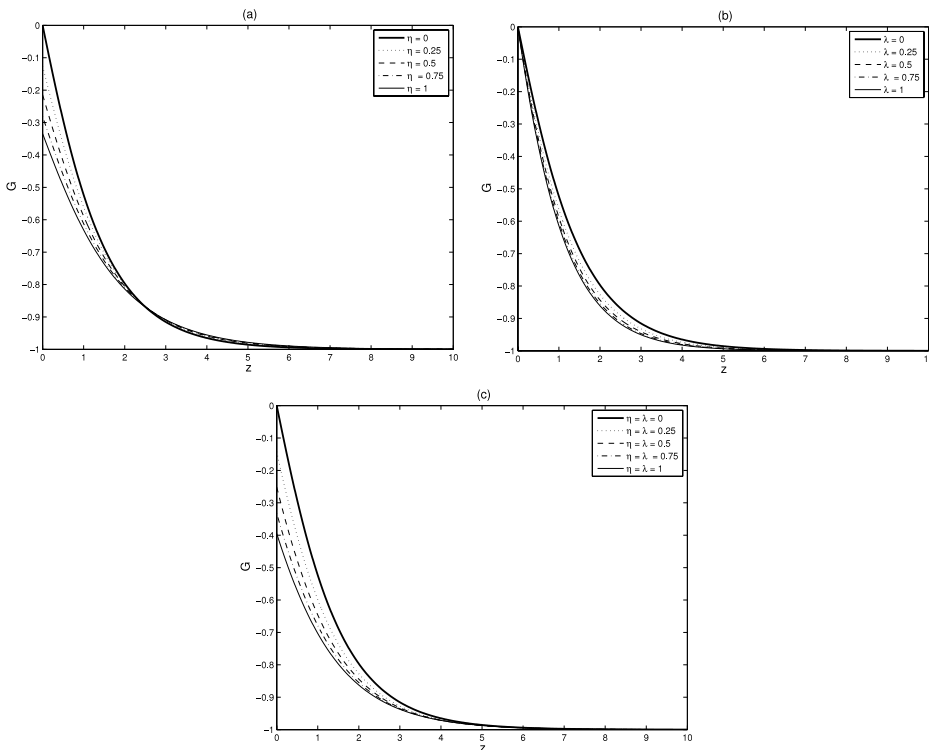 (a)
0
−0.1
−0.2
−0.3
−0.4
−0.5
−0.6
−0.7
−0.8
−0.9
−1
G
0 1 2 3 4 5 6 7 8 9 10
z
η = 0
η = 0.25
η = 0.5
η = 0.75
η = 1
(b)
0
−0.1
−0.2
−0.3
−0.4
−0.5
−0.6
−0.7
−0.8
−0.9
−1
G
0 1 2 3 4 5 6 7 8 9 10
z
λ = 0
λ = 0.25
λ = 0.5
λ = 0.75
λ = 1
(c)
0
−0.1
−0.2
−0.3
−0.4
−0.5
−0.6
−0.7
−0.8
−0.9
−1
G
0 1 2 3 4 5 6 7 8 9 10
z
η = λ = 0
η = λ = 0.25
η = λ = 0.5
η = λ = 0.75
η = λ = 1